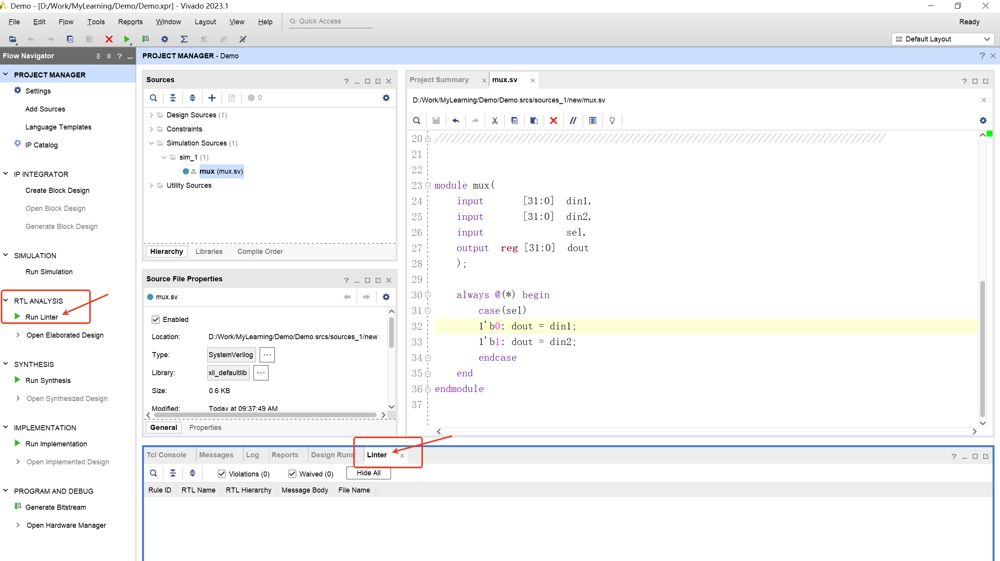 Demo - [D:/Work/MyLearning/Demo/Demo.xpr] - Vivado 2023.1
File Edit Flow Tools Reports Window Layout View Help Quick Access Ready
Default Layout
Flow Navigator
PROJECT MANAGER
Settings
Add Sources
Language Templates
IP Catalog
IP INTEGRATOR
Create Block Design
Open Block Design
Generate Block Design
SIMULATION
Run Simulation
RTL ANALYSIS
Run Linter
Open Elaborated Design
SYNTHESIS
Run Synthesis
Open Synthesized Design
IMPLEMENTATION
Run Implementation
Open Implemented Design
PROGRAM AND DEBUG
Generate Bitstream
Open Hardware Manager
PROJECT MANAGER - Demo
Sources
0
Design Sources (1)
Constraints
Simulation Sources (1)
sim_1 (1)
mux (mux.sv)
Utility Sources
Hierarchy Libraries Compile Order
Source File Properties
mux.sv
Enabled
Location: D:/Work/MyLearning/Demo/Demo.srcs/sources_1/new
Type: SystemVerilog ...
Library: xil_defaultlib ...
Size: 0.6 KB
Modified: Today at 09:37:49 AM
General Properties
Project Summary mux.sv
D:/Work/MyLearning/Demo/Demo.srcs/sources_1/new/mux.sv
20 //////////////////////////////////////////////////////////////////////////////////
21
22
23 module mux(
24 input [31:0] din1,
25 input [31:0] din2,
26 input sel,
27 output reg [31:0] dout
28 );
29
30 always @(*) begin
31 case(sel)
32 1'b0: dout = din1;
33 1'b1: dout = din2;
34 endcase
35 end
36 endmodule
37
Tcl Console Messages Log Reports Design Runs Linter
Violations (0) Waived (0) Hide All
Rule ID RTL Name RTL Hierarchy Message Body File Name